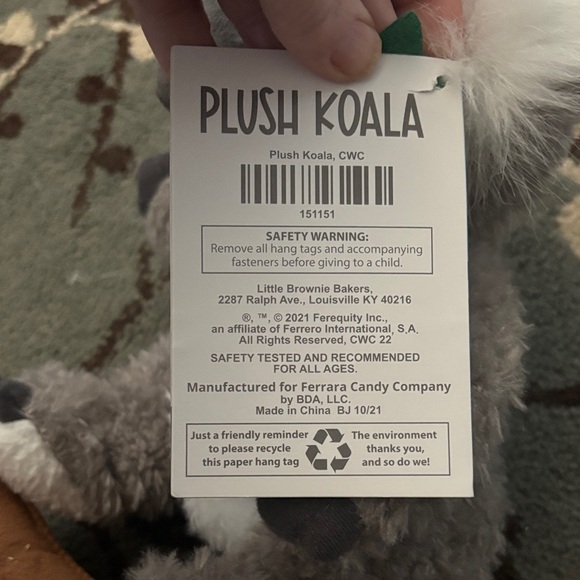 PLUSH KOALA
Plush Koala, CWC
151151
SAFETY WARNING:
Remove all hang tags and accompanying
fasteners before giving to a child.
Little Brownie Bakers,
2287 Ralph Ave., Louisville KY 40216
®, ™, © 2021 Ferequity Inc.,
an affiliate of Ferrero International, S.A.
All Rights Reserved, CWC 22
SAFETY TESTED AND RECOMMENDED
FOR ALL AGES.
Manufactured for Ferrara Candy Company
by BDA, LLC.
Made in China BJ 10/21
Just a friendly reminder
to please recycle
this paper hang tag
The environment
thanks you,
and so do we!